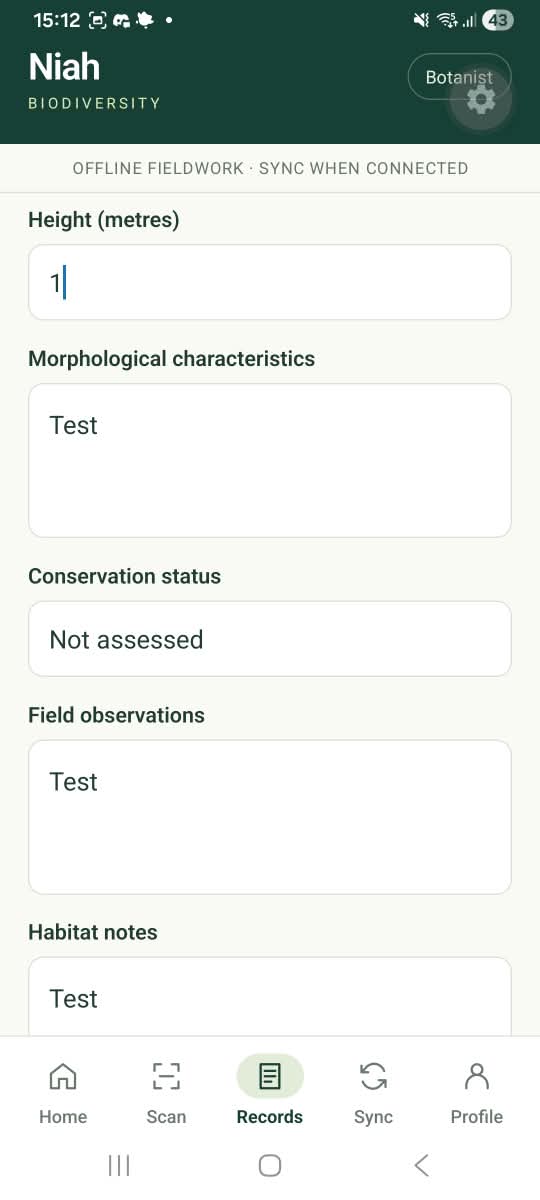 15:12
43
Niah
Botanist
BIODIVERSITY
OFFLINE FIELDWORK · SYNC WHEN CONNECTED
Height (metres)
1
Morphological characteristics
Test
Conservation status
Not assessed
Field observations
Test
Habitat notes
Test
Home Scan Records Sync Profile